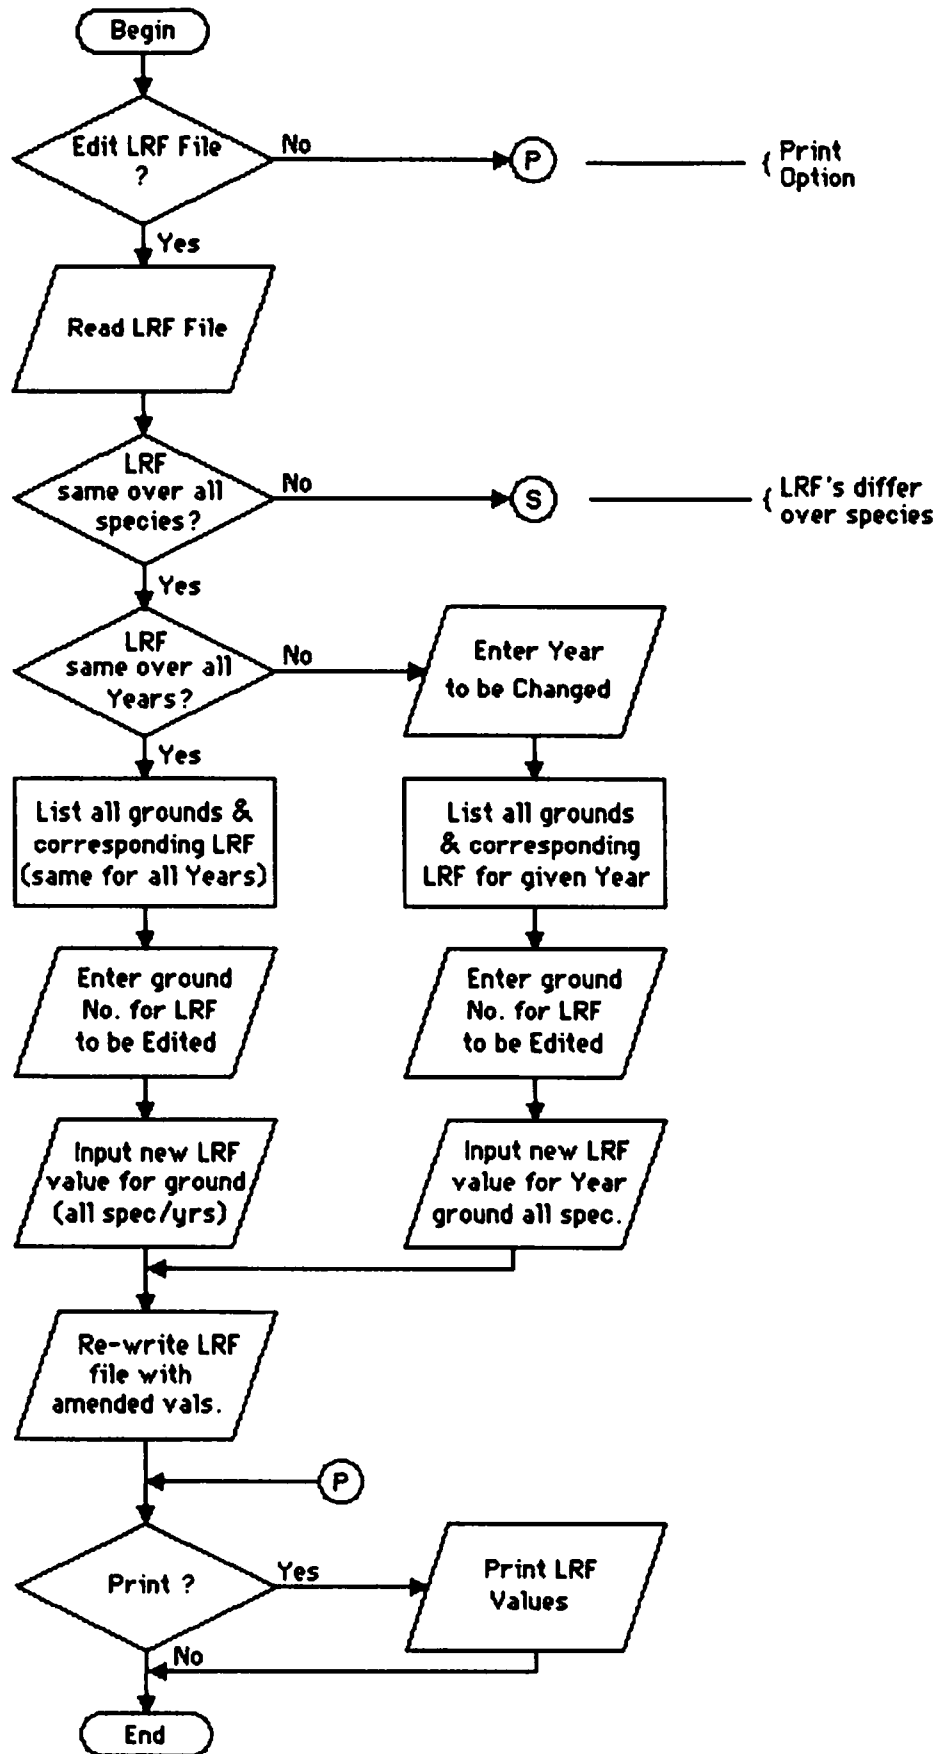 Begin
Edit LRF File
?
No
P
{ Print
Option
Yes
Read LRF File
LRF
same over all
species?
No
S
{ LRF's differ
over species
Yes
LRF
same over all
Years?
No
Enter Year
to be Changed
Yes
List all grounds &
corresponding LRF
(same for all Years)
List all grounds
& corresponding
LRF for given Year
Enter ground
No. for LRF
to be Edited
Enter ground
No. for LRF
to be Edited
Input new LRF
value for ground
(all spec/yrs)
Input new LRF
value for Year
ground all spec.
Re-write LRF
file with
amended vals.
P
Print ?
Yes
Print LRF
Values
No
End